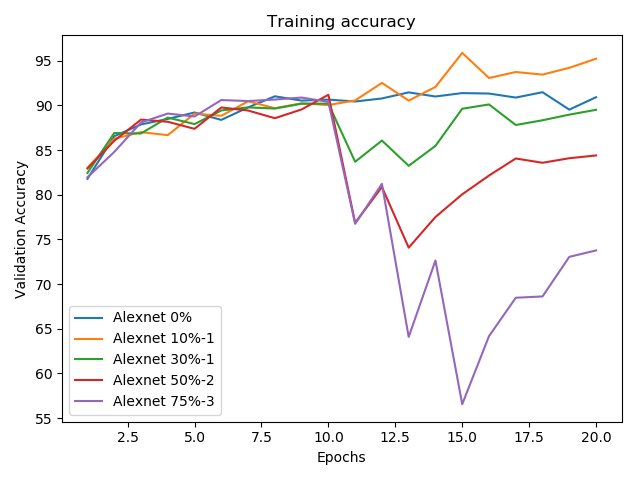 Training accuracy
Validation Accuracy
95
90
85
80
75
70
65
60
55
Alexnet 0%
Alexnet 10%-1
Alexnet 30%-1
Alexnet 50%-2
Alexnet 75%-3
2.5 5.0 7.5 10.0 12.5 15.0 17.5 20.0
Epochs